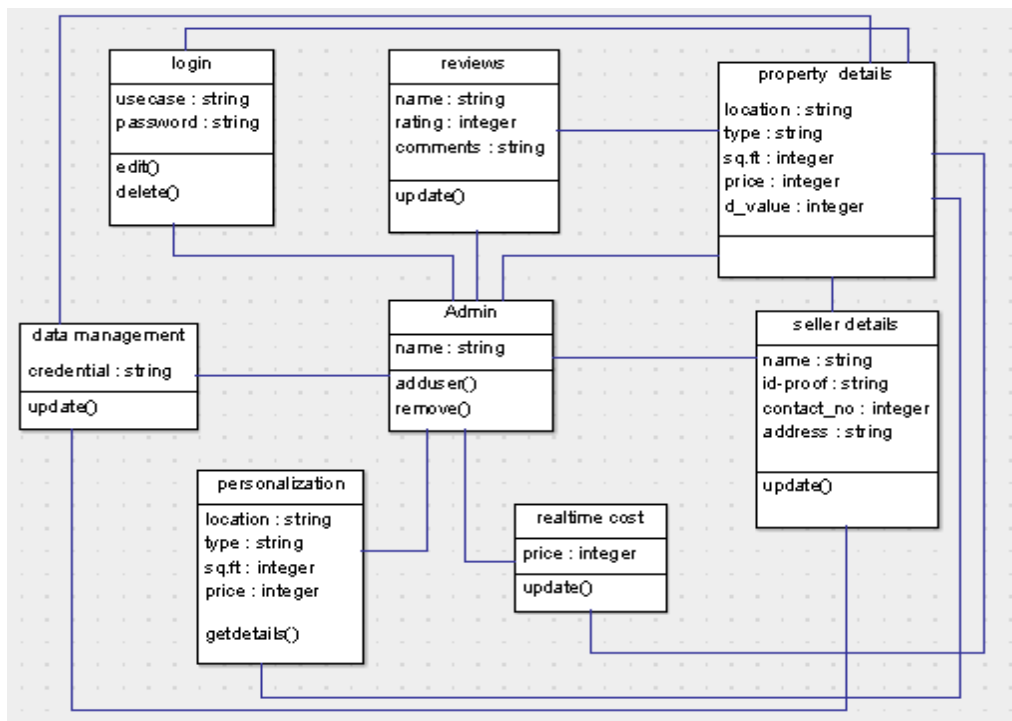 login
usecase : string
password : string
edit()
delete()
reviews
name : string
rating : integer
comments : string
update()
property details
location : string
type : string
sq.ft : integer
price : integer
d_value : integer
data management
credential : string
update()
Admin
name : string
adduser()
remove()
seller details
name : string
id-proof : string
contact_no : integer
address : string
update()
personalization
location : string
type : string
sq.ft : integer
price : integer
getdetails()
realtime cost
price : integer
update()